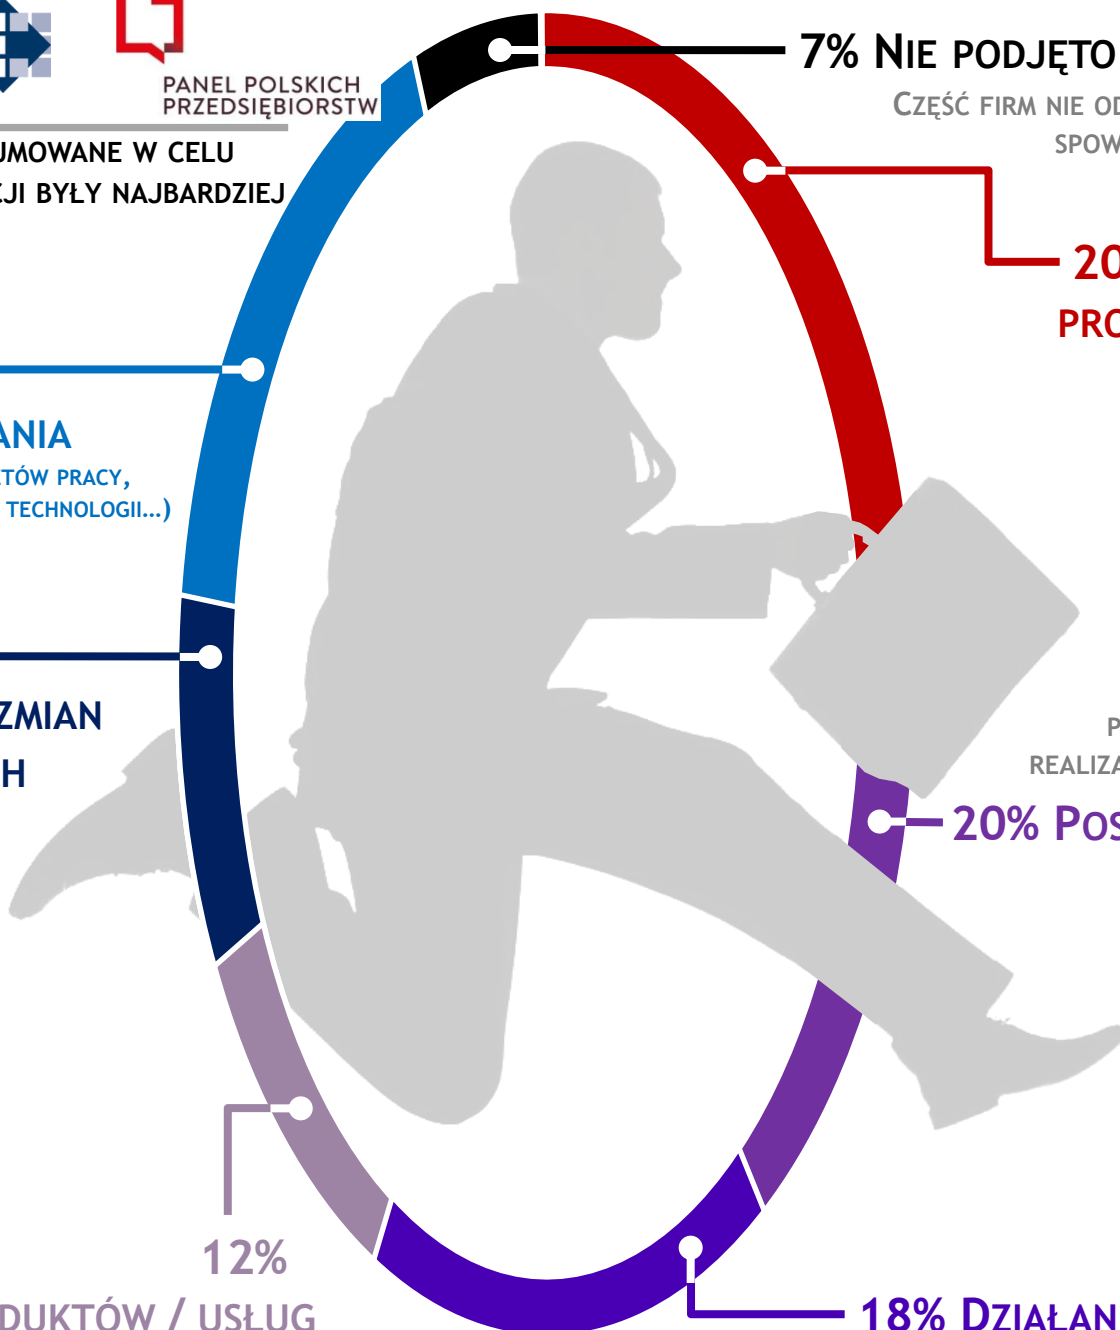 PANEL POLSKICH
PRZEDSIĘBIORSTW
UMOWANE W CELU
CJI BYŁY NAJBARDZIEJ
7% NIE PODJĘTO
CZĘŚĆ FIRM NIE OD
SPOW
20
PRO
ANIA
TÓW PRACY,
TECHNOLOGII...)
ZMIAN
H
P
REALIZA
20% POS
12%
DUKTÓW / USŁUG
18% DZIAŁAN